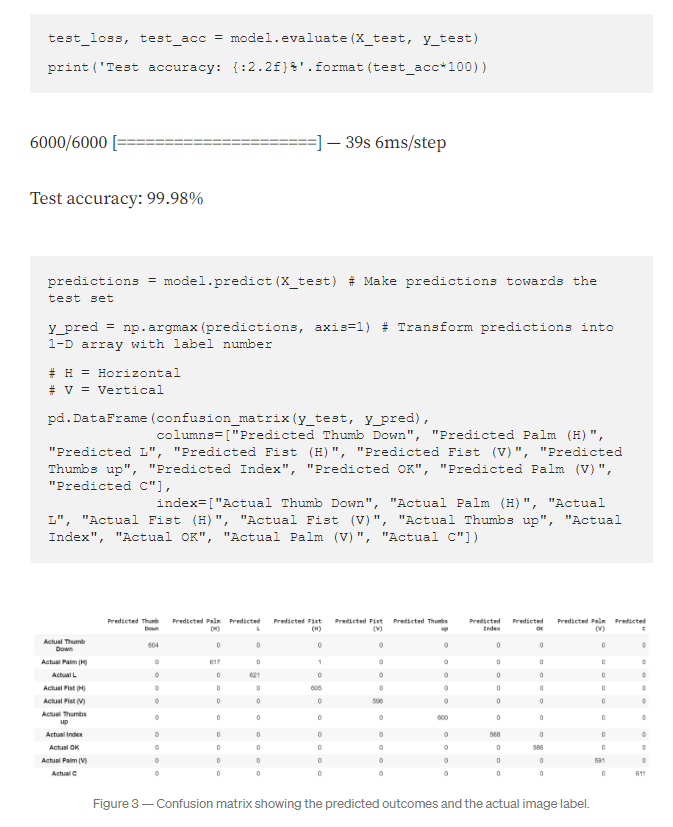 test_loss, test_acc = model.evaluate(X_test, y_test)
print('Test accuracy: {:2.2f}%'.format(test_acc*100))
6000/6000 [=====================] — 39s 6ms/step
Test accuracy: 99.98%
predictions = model.predict(X_test) # Make predictions towards the
test set
y_pred = np.argmax(predictions, axis=1) # Transform predictions into
1-D array with label number
# H = Horizontal
# V = Vertical
pd.DataFrame(confusion_matrix(y_test, y_pred),
columns=["Predicted Thumb Down", "Predicted Palm (H)",
"Predicted L", "Predicted Fist (H)", "Predicted Fist (V)", "Predicted
Thumbs up", "Predicted Index", "Predicted OK", "Predicted Palm (V)",
"Predicted C"],
index=["Actual Thumb Down", "Actual Palm (H)", "Actual
L", "Actual Fist (H)", "Actual Fist (V)", "Actual Thumbs up", "Actual
Index", "Actual OK", "Actual Palm (V)", "Actual C"])
Predicted Thumb Predicted Palm Predicted Predicted Fist Predicted Fist Predicted Thumbs Predicted Predicted Predicted Palm Predicted
Down (H) L (H) (V) up Index OK (V) C
Actual Thumb
Down 604 0 0 0 0 0 0 0 0 0
Actual Palm (H) 0 617 0 1 0 0 0 0 0 0
Actual L 0 0 621 0 0 0 0 0 0 0
Actual Fist (H) 0 0 0 605 0 0 0 0 0 0
Actual Fist (V) 0 0 0 0 596 0 0 0 0 0
Actual Thumbs
up 0 0 0 0 0 600 0 0 0 0
Actual Index 0 0 0 0 0 0 568 0 0 0
Actual OK 0 0 0 0 0 0 0 586 0 0
Actual Palm (V) 0 0 0 0 0 0 0 0 591 0
Actual C 0 0 0 0 0 0 0 0 0 611
Figure 3 — Confusion matrix showing the predicted outcomes and the actual image label.